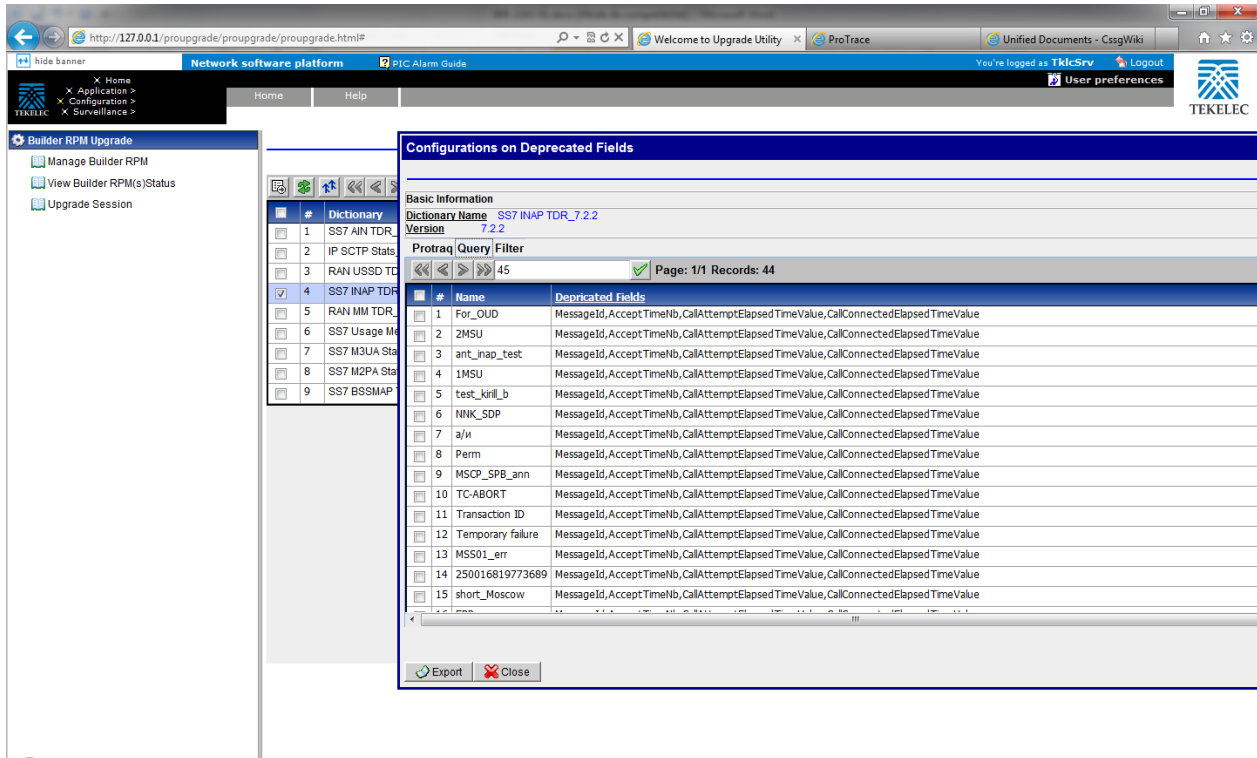 http://127.0.0.1/proupgrade/proupgrade/proupgrade.html#
Welcome to Upgrade Utility
ProTrace
Unified Documents - CssgWiki
hide banner
Network software platform
PIC Alarm Guide
You're logged as TklcSrv
Logout
Home
Application >
Configuration >
Surveillance >
TEKELEC
Home
Help
User preferences
TEKELEC
Builder RPM Upgrade
Manage Builder RPM
View Builder RPM(s)Status
Upgrade Session
# Dictionary
1 SS7 AIN TDR_
2 IP SCTP Stats_
3 RAN USSD TD
4 SS7 INAP TDR
5 RAN MM TDR_
6 SS7 Usage Me
7 SS7 M3UA Sta
8 SS7 M2PA Stat
9 SS7 BSSMAP
Configurations on Deprecated Fields
Basic Information
Dictionary Name SS7 INAP TDR_7.2.2
Version 7.2.2
Protraq Query Filter
45
Page: 1/1 Records: 44
# Name Depricated Fields
1 For_OUD MessageId,AcceptTimeNb,CallAttemptElapsedTimeValue,CallConnectedElapsedTimeValue
2 2MSU MessageId,AcceptTimeNb,CallAttemptElapsedTimeValue,CallConnectedElapsedTimeValue
3 ant_inap_test MessageId,AcceptTimeNb,CallAttemptElapsedTimeValue,CallConnectedElapsedTimeValue
4 1MSU MessageId,AcceptTimeNb,CallAttemptElapsedTimeValue,CallConnectedElapsedTimeValue
5 test_kirill_b MessageId,AcceptTimeNb,CallAttemptElapsedTimeValue,CallConnectedElapsedTimeValue
6 NNK_SDP MessageId,AcceptTimeNb,CallAttemptElapsedTimeValue,CallConnectedElapsedTimeValue
7 а/и MessageId,AcceptTimeNb,CallAttemptElapsedTimeValue,CallConnectedElapsedTimeValue
8 Perm MessageId,AcceptTimeNb,CallAttemptElapsedTimeValue,CallConnectedElapsedTimeValue
9 MSCP_SPB_ann MessageId,AcceptTimeNb,CallAttemptElapsedTimeValue,CallConnectedElapsedTimeValue
10 TC-ABORT MessageId,AcceptTimeNb,CallAttemptElapsedTimeValue,CallConnectedElapsedTimeValue
11 Transaction ID MessageId,AcceptTimeNb,CallAttemptElapsedTimeValue,CallConnectedElapsedTimeValue
12 Temporary failure MessageId,AcceptTimeNb,CallAttemptElapsedTimeValue,CallConnectedElapsedTimeValue
13 MSS01_err MessageId,AcceptTimeNb,CallAttemptElapsedTimeValue,CallConnectedElapsedTimeValue
14 250016819773689 MessageId,AcceptTimeNb,CallAttemptElapsedTimeValue,CallConnectedElapsedTimeValue
15 short_Moscow MessageId,AcceptTimeNb,CallAttemptElapsedTimeValue,CallConnectedElapsedTimeValue
Export
Close